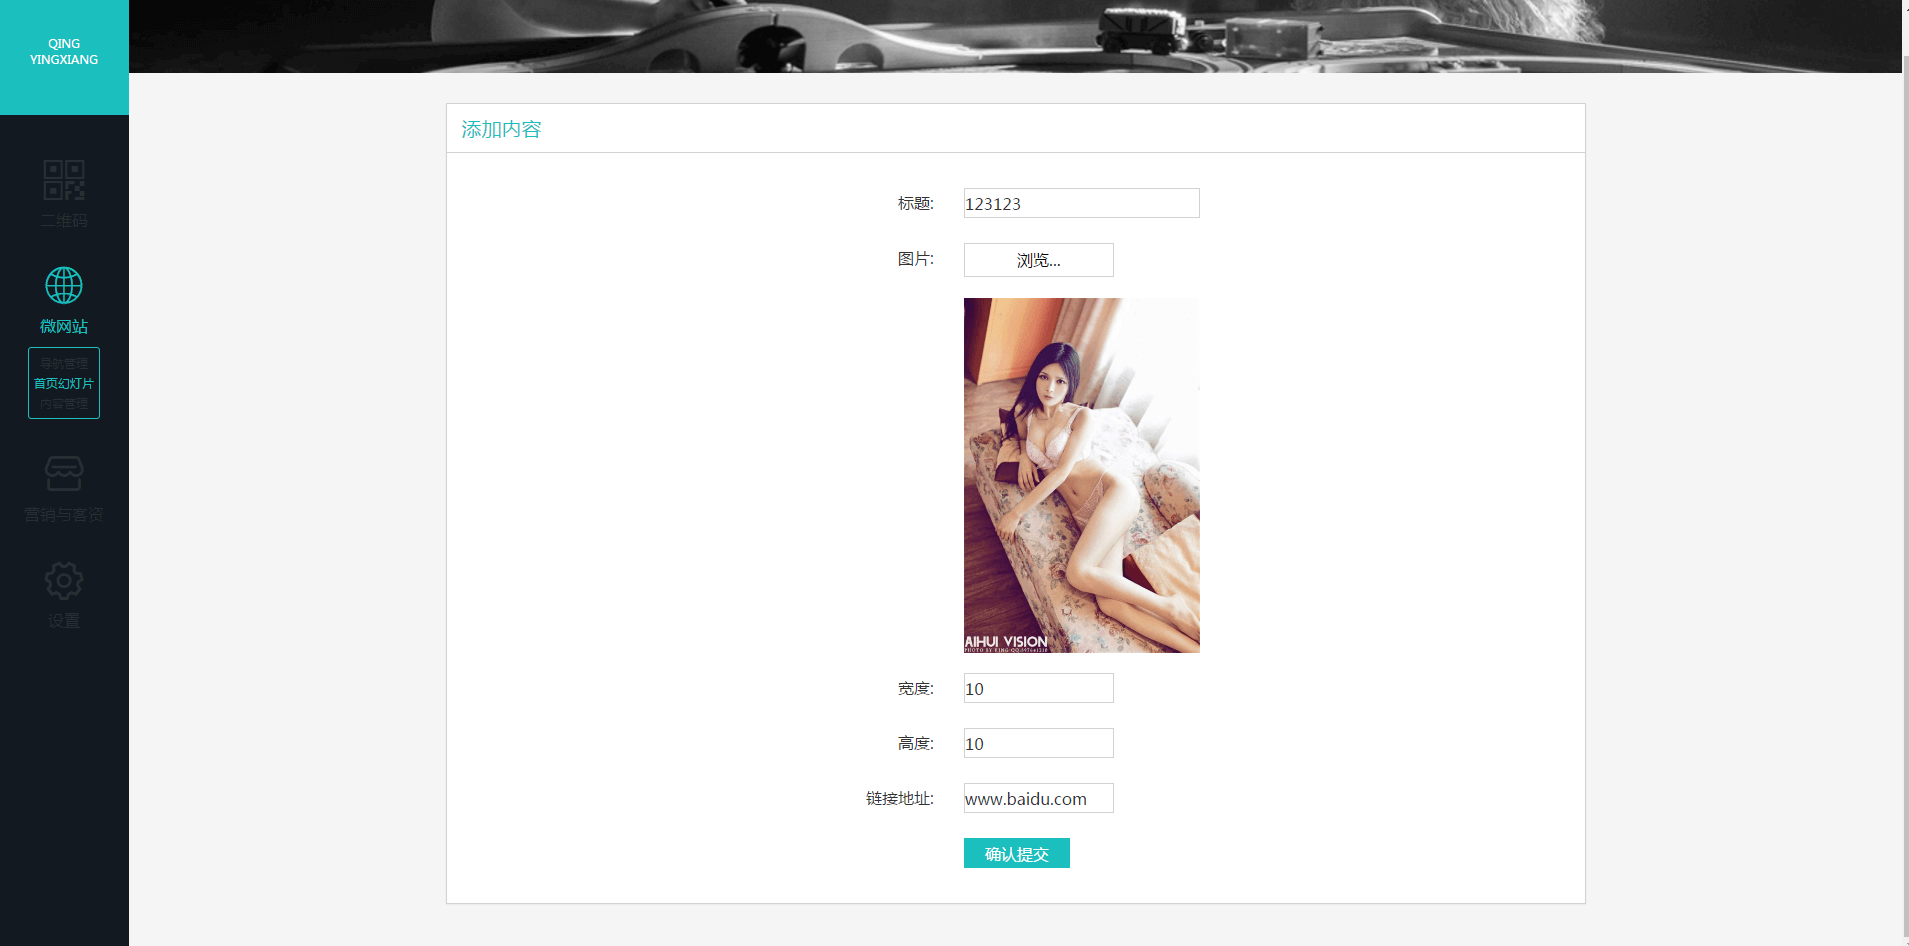 QING
YINGXIANG
二维码
微网站
导航管理
首页幻灯片
内容管理
营销与客资
设置
添加内容
标题: 123123
图片: 浏览...
AIHUI VISION
宽度: 10
高度: 10
链接地址: www.baidu.com
确认提交